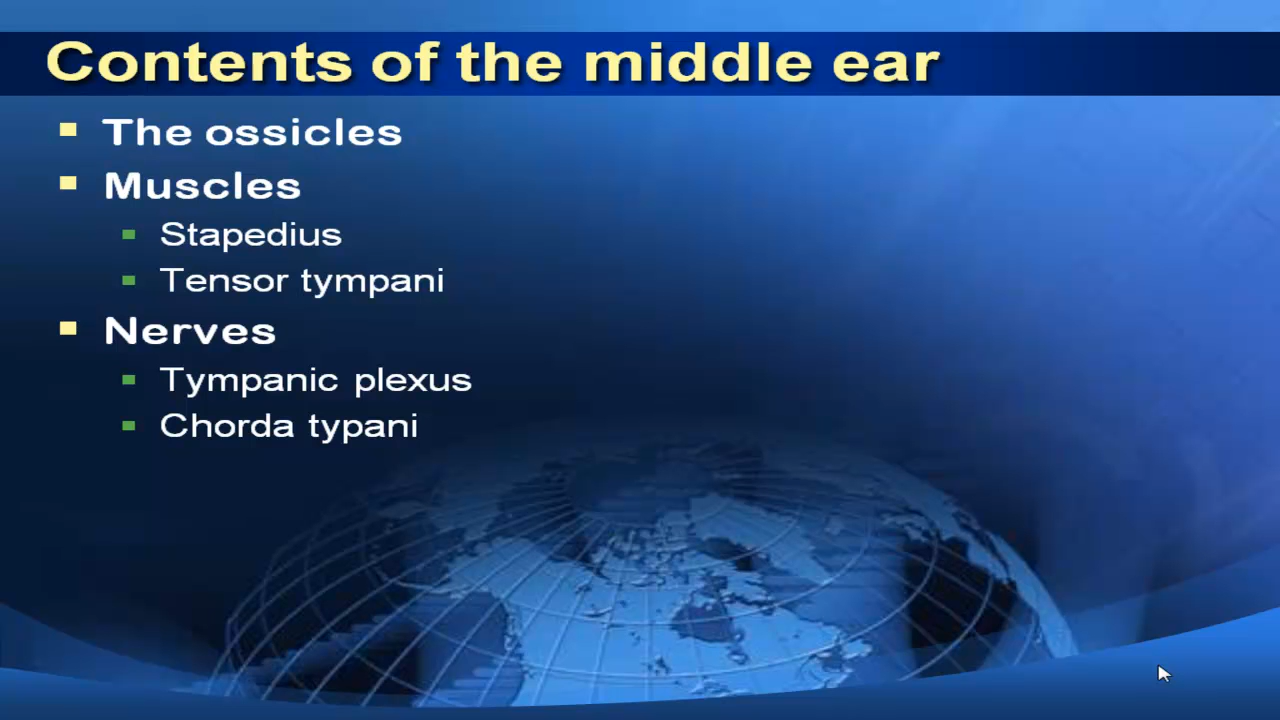 Contents of the middle ear
The ossicles
Muscles
Stapedius
Tensor tympani
Nerves
Tympanic plexus
Chorda typani